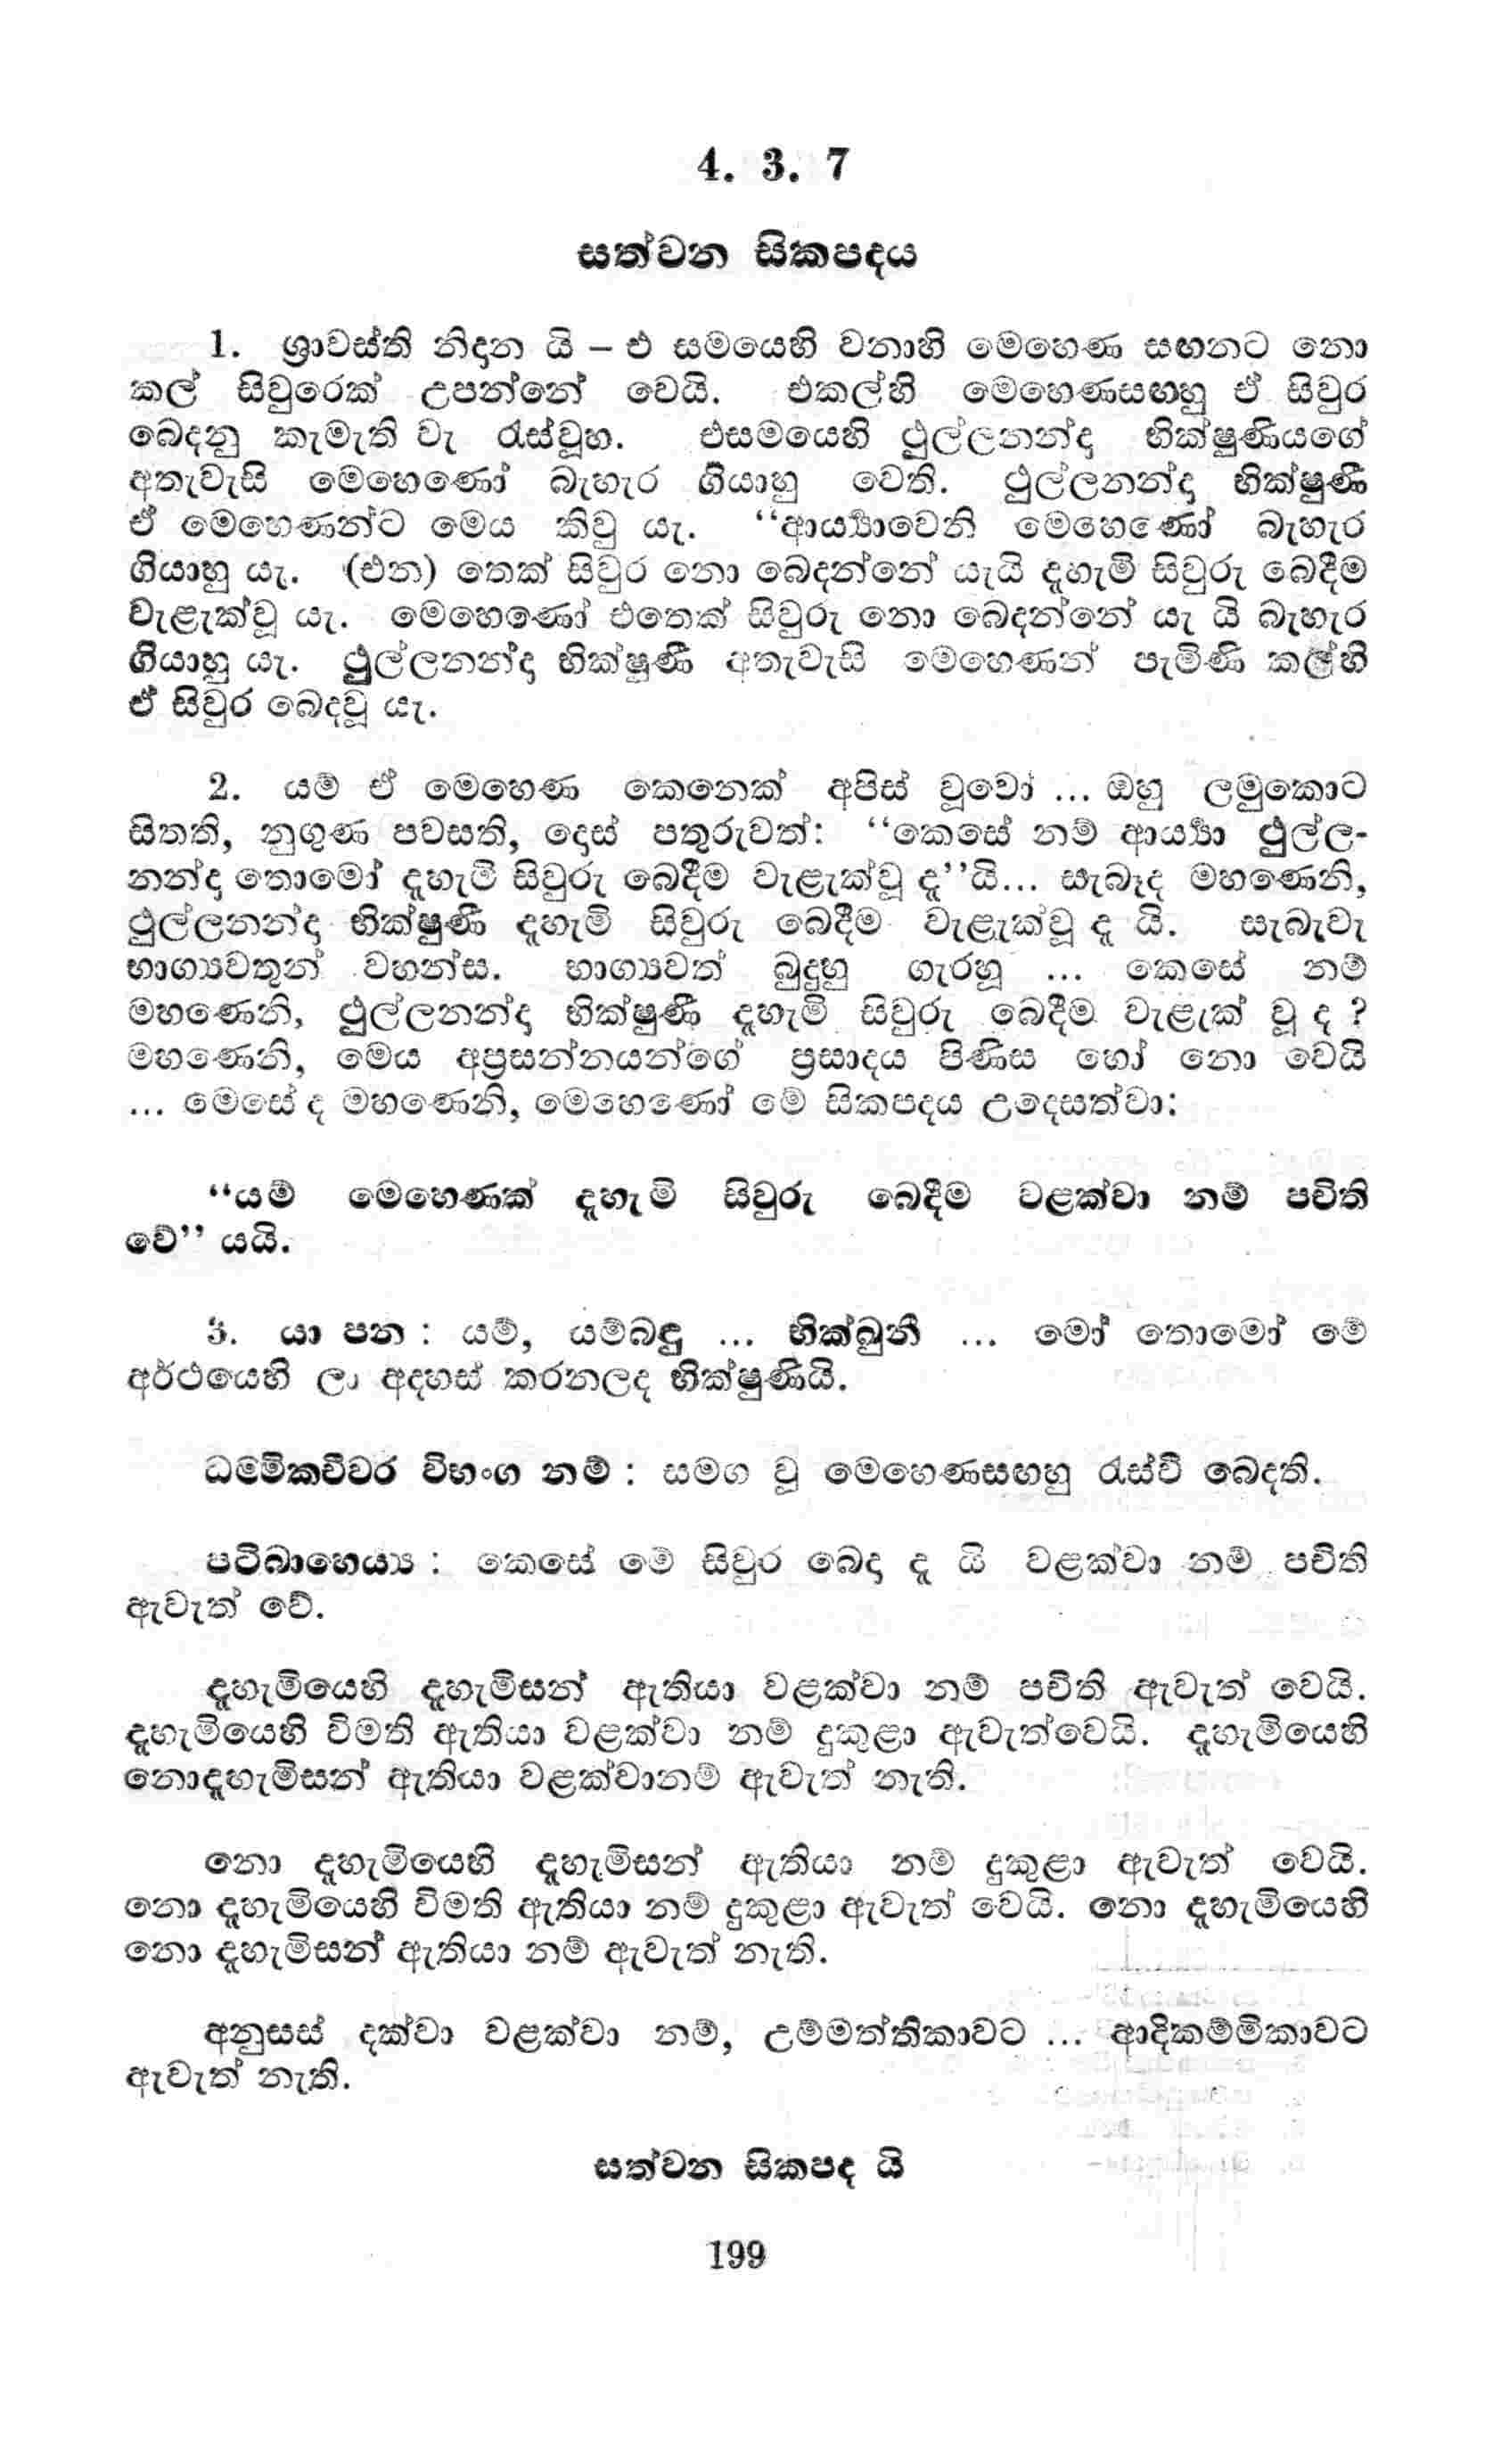 4. 3. 7
සත්වන සිකපදය
1. ශ්‍රාවස්ති නිදාන යි – එ සමයෙහි වනාහි මෙහෙණ සඟනට නො
කල් සිවුරෙක් උපන්නේ වෙයි. එකල්හි මෙහෙණසඟහු ඒ සිවුර
බෙදනු කැමැති වැ රැස්වූහ. එසමයෙහි ථුල්ලනන්දා භික්ෂුණියගේ
අතැවැසි මෙහෙණෝ බැහැර ගියාහු වෙති. ථුල්ලනන්දා භික්ෂුණී
ඒ මෙහෙණන්ට මෙය කිවු යැ. “ආර්‍ය්‍යාවෙනි මෙහෙණෝ බැහැර
ගියාහු යැ. (එන) තෙක් සිවුර නො බෙදන්නේ යැයි දැහැමි සිවුරු බෙදීම
වැළැක්වූ යැ. මෙහෙණෝ එතෙක් සිවුරු නො බෙදන්නේ යැ යි බැහැර
ගියාහු යැ. ථුල්ලනන්දා භික්ෂුණී අතැවැසි මෙහෙණන් පැමිණි කල්හි
ඒ සිවුර බෙදවූ යැ.
2. යම් ඒ මෙහෙණ කෙනෙක් අපිස් වූවෝ ... ඔහු ලමුකොට
සිතති, නුගුණ පවසති, දොස් පතුරුවත්: “කෙසේ නම් ආර්‍ය්‍යා ථුල්ල-
නන්දා තොමෝ දැහැමි සිවුරු බෙදීම වැළැක්වූ දැ”යි... සැබෑද මහණෙනි,
ථුල්ලනන්දා භික්ෂුණී දැහැමි සිවුරු බෙදීම වැළැක්වූ දැ යි. සැබැවැ
භාග්‍යවතුන් වහන්ස. භාග්‍යවත් බුදුහු ගැරහූ ... කෙසේ නම්
මහණෙනි, ථුල්ලනන්දා භික්ෂුණී දැහැමි සිවුරු බෙදීම වැළැක් වූ ද ?
මහණෙනි, මෙය අප්‍රසන්නයන්ගේ ප්‍රසාදය පිණිස හෝ නො වෙයි
... මෙසේ ද මහණෙනි, මෙහෙණෝ මේ සිකපදය උදෙසත්වා:
“යම් මෙහෙණක් දැහැමි සිවුරු බෙදීම වළක්වා නම් පචිති
වේ” යයි.
3. යා පන : යම්, යම්බඳු ... භික්ඛුනී ... මෝ තොමෝ මේ
අර්ථයෙහි ලා අදහස් කරනලද භික්ෂුණියි.
ධම්මිකචීවර විභංග නම් : සමග වූ මෙහෙණසඟහු රැස්වී බෙදති.
පටිබාහෙය්‍ය : කෙසේ මේ සිවුර බෙදා දැ යි වළක්වා නම් පචිති
ඇවැත් වේ.
දැහැමියෙහි දැහැමිසන් ඇතියා වළක්වා නම් පචිති ඇවැත් වෙයි.
දැහැමියෙහි විමති ඇතියා වළක්වා නම් දුකුළා ඇවැත්වෙයි. දැහැමියෙහි
නොදැහැමිසන් ඇතියා වළක්වානම් ඇවැත් නැති.
නො දැහැමියෙහි දැහැමිසන් ඇතියා නම් දුකුළා ඇවැත් වෙයි.
නො දැහැමියෙහි විමති ඇතියා නම් දුකුළා ඇවැත් වෙයි. නො දැහැමියෙහි
නො දැහැමිසන් ඇතියා නම් ඇවැත් නැති.
අනුසස් දක්වා වළක්වා නම්, උම්මත්තිකාවට ... ආදිකම්මිකාවට
ඇවැත් නැති.
සත්වන සිකපද යි
199